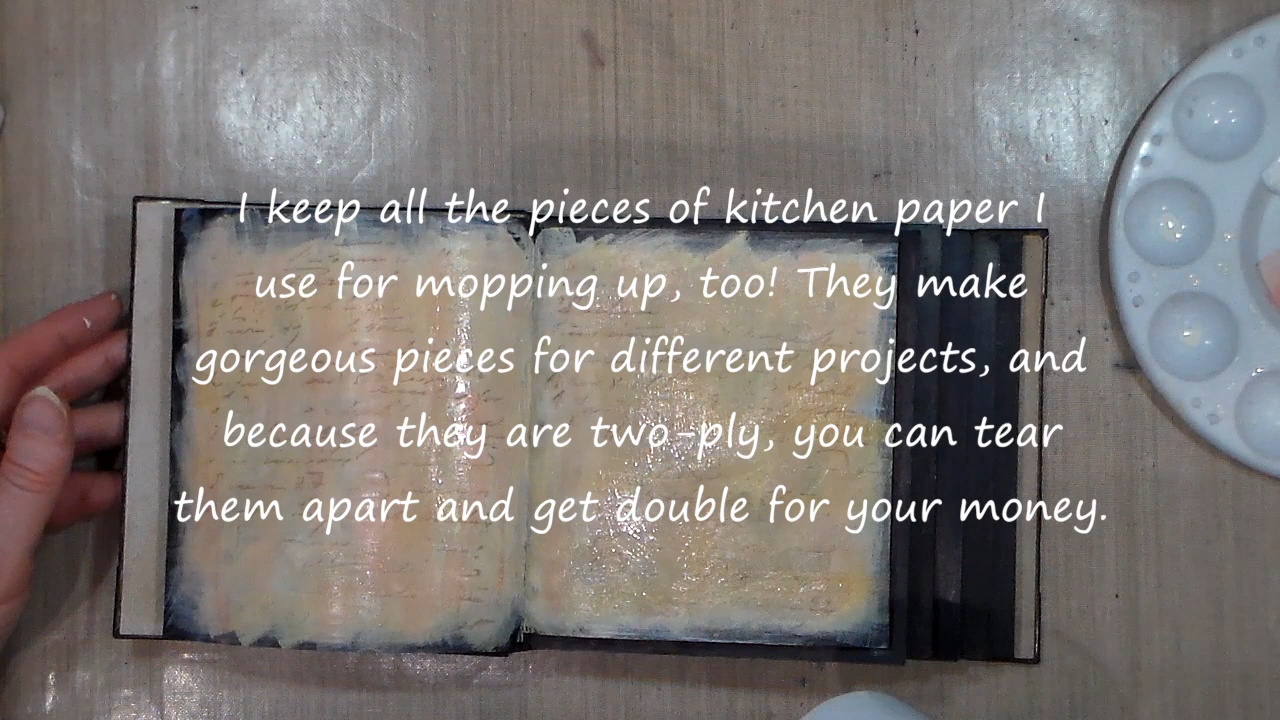 I keep all the pieces of kitchen paper I
use for mopping up, too! They make
gorgeous pieces for different projects, and
because they are two-ply, you can tear
them apart and get double for your money.